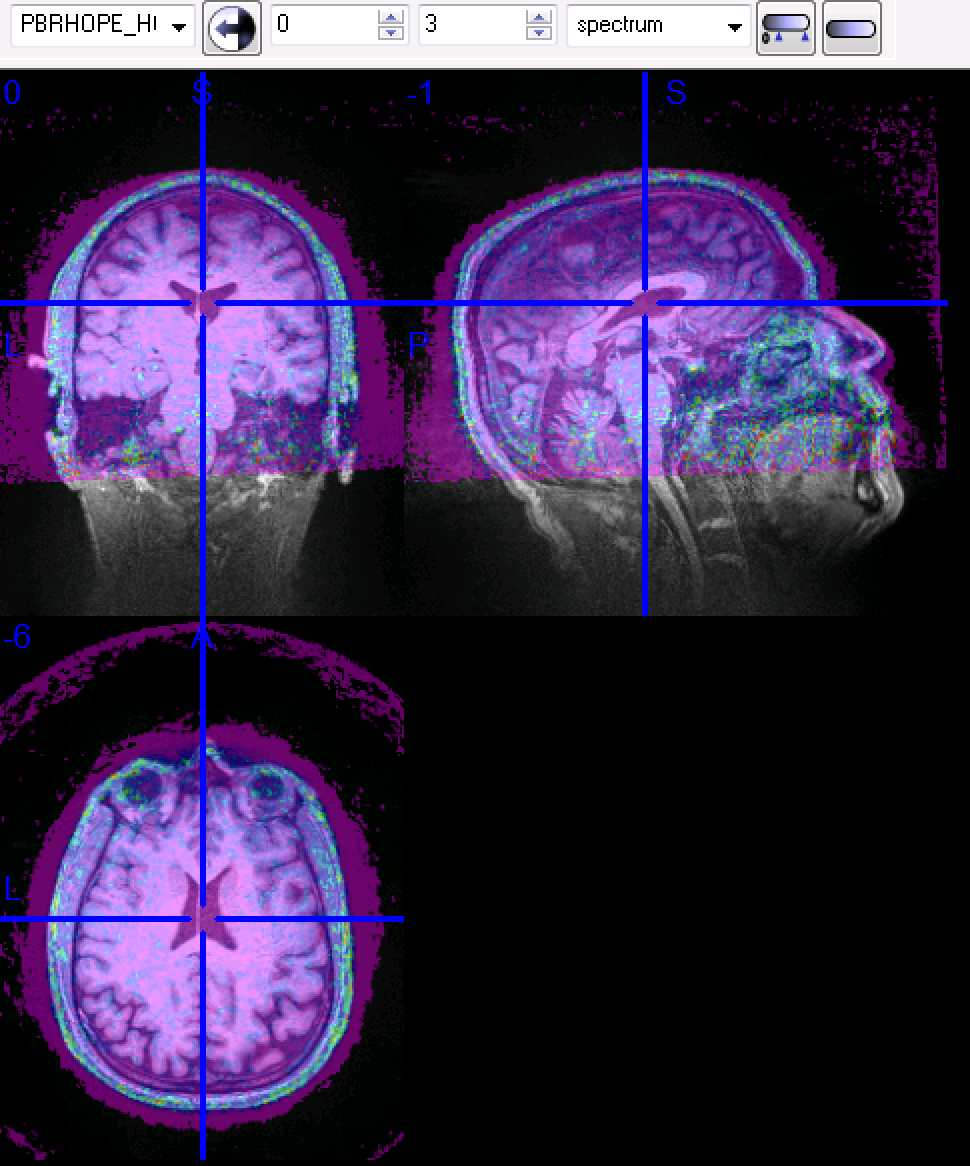 PBRHOPE_H 0 3 spectrum
0 S -1 S
L P
-6 A
L